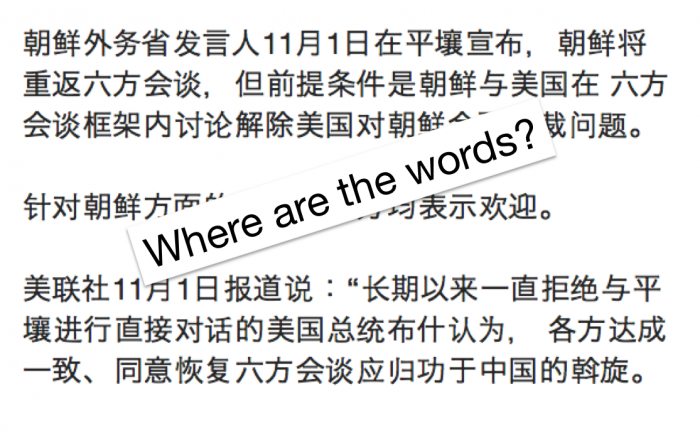 朝鲜外务省发言人11月1日在平壤宣布，朝鲜将
重返六方会谈，但前提条件是朝鲜与美国在 六方
会谈框架内讨论解除美国对朝鲜裁问题。
Where are the words?
针对朝鲜方面的均表示欢迎。
美联社11月1日报道说：“长期以来一直拒绝与平
壤进行直接对话的美国总统布什认为， 各方达成
一致、同意恢复六方会谈应归功于中国的斡旋。